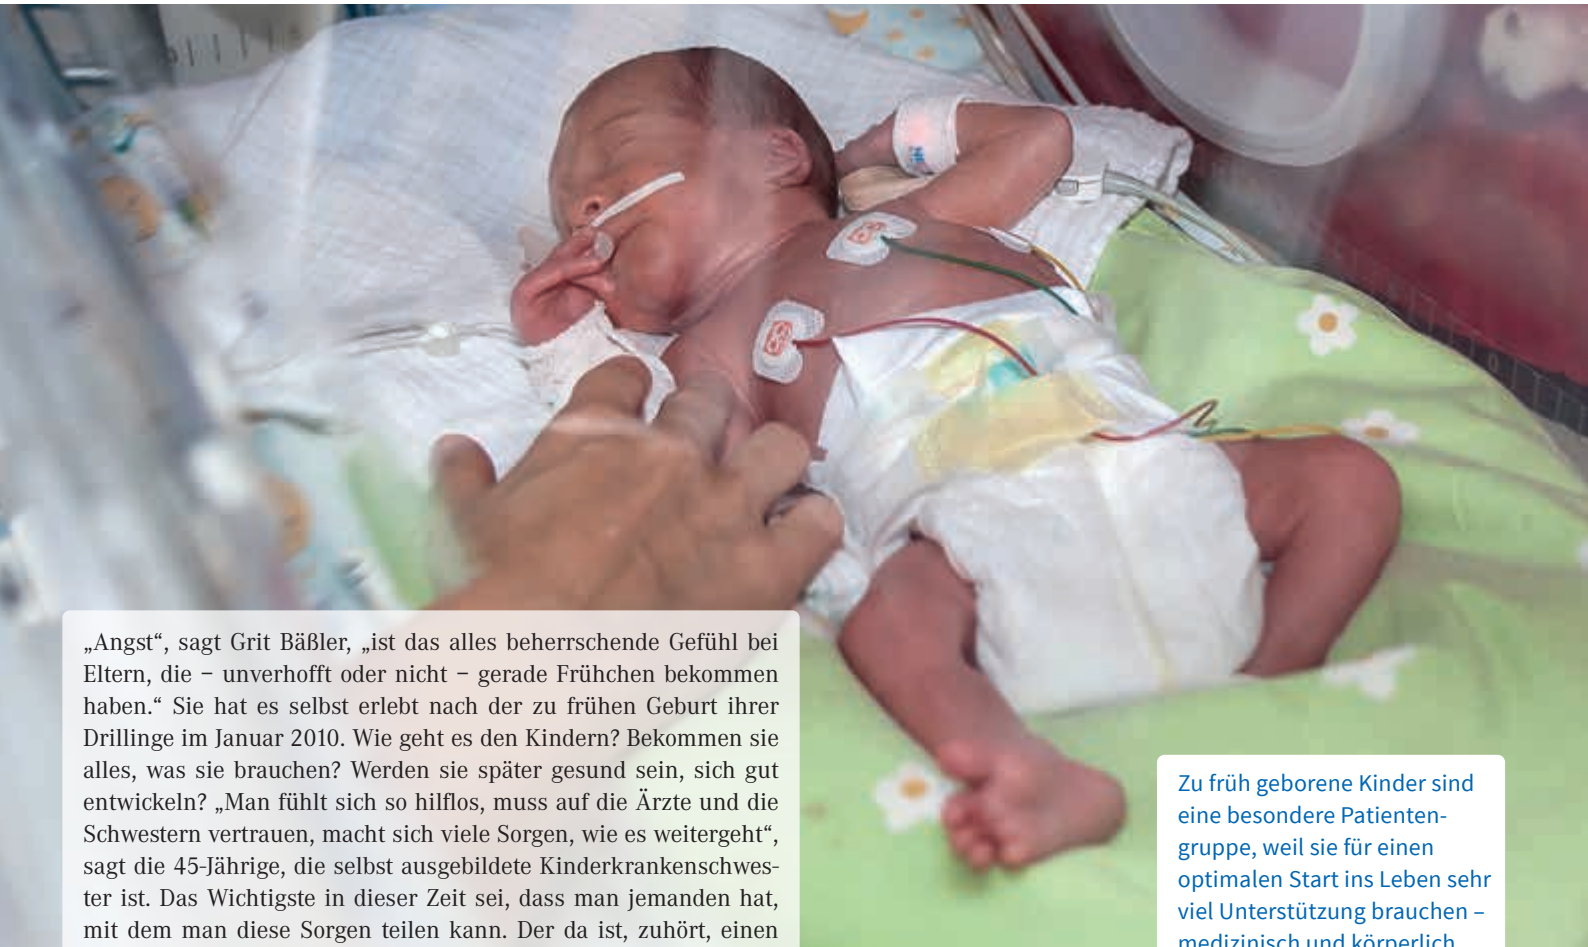 „Angst“, sagt Grit Bäßler, „ist das alles beherrschende Gefühl bei
Eltern, die – unverhofft oder nicht – gerade Frühchen bekommen
haben.“ Sie hat es selbst erlebt nach der zu frühen Geburt ihrer
Drillinge im Januar 2010. Wie geht es den Kindern? Bekommen sie
alles, was sie brauchen? Werden sie später gesund sein, sich gut
entwickeln? „Man fühlt sich so hilflos, muss auf die Ärzte und die
Schwestern vertrauen, macht sich viele Sorgen, wie es weitergeht“,
sagt die 45-Jährige, die selbst ausgebildete Kinderkrankenschwes-
ter ist. Das Wichtigste in dieser Zeit sei, dass man jemanden hat,
mit dem man diese Sorgen teilen kann. Der da ist, zuhört, einen
Zu früh geborene Kinder sind
eine besondere Patienten-
gruppe, weil sie für einen
optimalen Start ins Leben sehr
viel Unterstützung brauchen –
medizinisch und körperlich